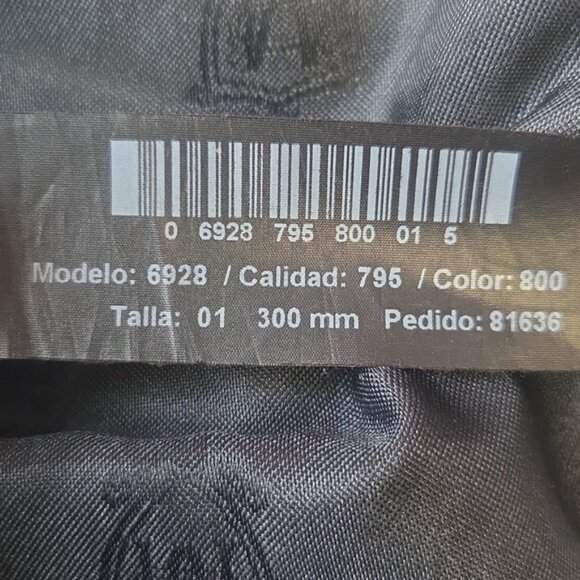 0 6928 795 800 01 5
Modelo: 6928 / Calidad: 795 / Color: 800
Talla: 01 300 mm Pedido: 81636